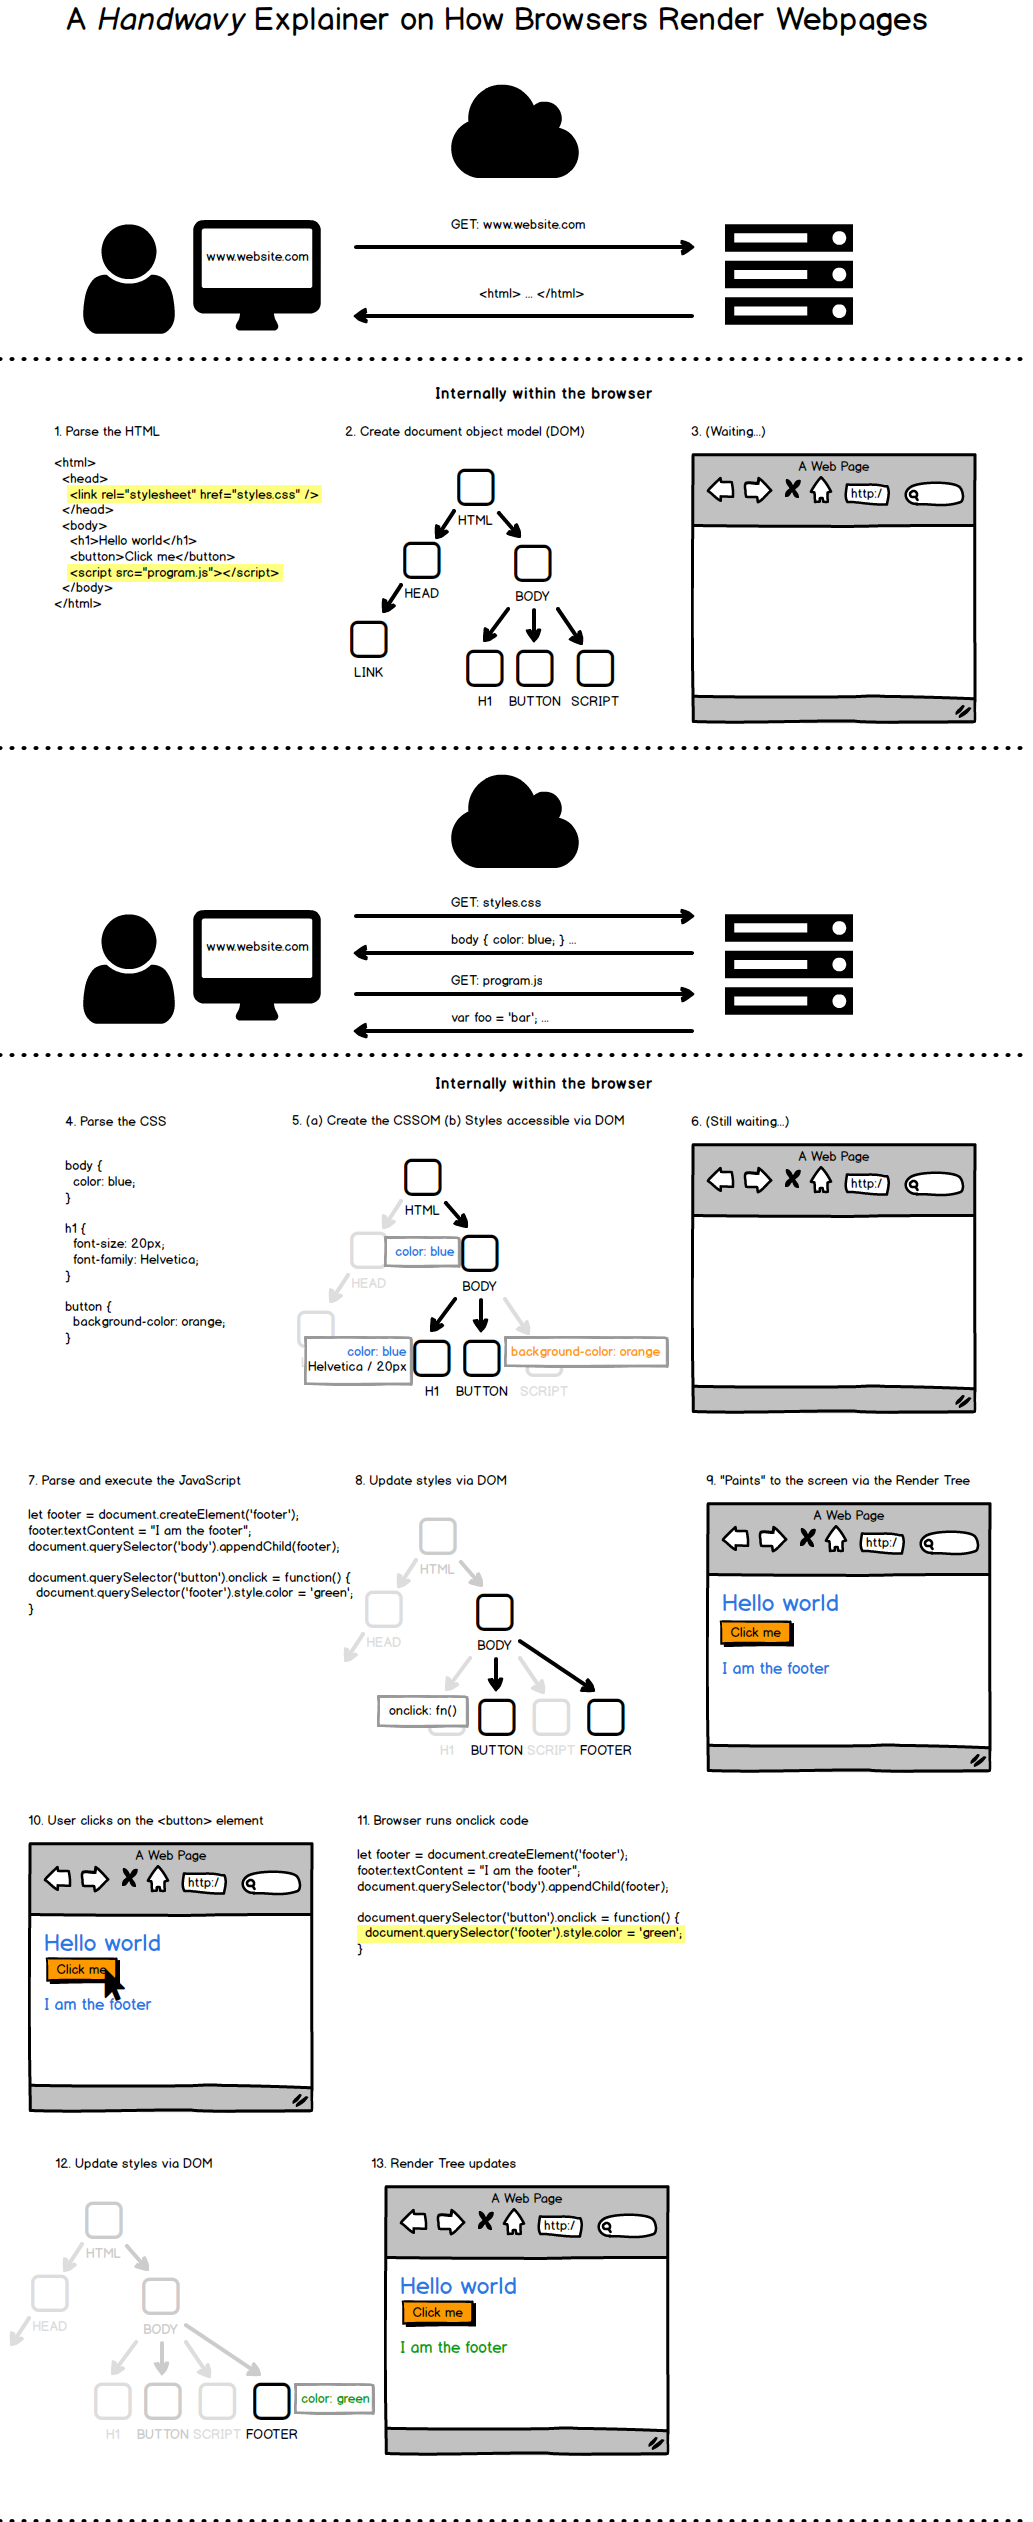 A Handwavy Explainer on How Browsers Render Webpages
www.website.com
GET: www.website.com
<html> ... </html>
Internally within the browser
1. Parse the HTML
<html>
<head>
<link rel="stylesheet" href="styles.css" />
</head>
<body>
<h1>Hello world</h1>
<button>Click me</button>
<script src="program.js"></script>
</body>
</html>
2. Create document object model (DOM)
HTML
HEAD
BODY
LINK
H1 BUTTON SCRIPT
3. (Waiting...)
A Web Page
http:/
www.website.com
GET: styles.css
body { color: blue; } ...
GET: program.js
var foo = 'bar'; ...
Internally within the browser
4. Parse the CSS
body {
color: blue;
}
h1 {
font-size: 20px;
font-family: Helvetica;
}
button {
background-color: orange;
}
5. (a) Create the CSSOM (b) Styles accessible via DOM
HTML
color: blue
HEAD
BODY
color: blue
Helvetica / 20px
background-color: orange
H1 BUTTON SCRIPT
6. (Still waiting...)
A Web Page
http:/
7. Parse and execute the JavaScript
let footer = document.createElement('footer');
footer.textContent = "I am the footer";
document.querySelector('body').appendChild(footer);
document.querySelector('button').onclick = function() {
document.querySelector('footer').style.color = 'green';
}
8. Update styles via DOM
HTML
HEAD
BODY
onclick: fn()
H1 BUTTON SCRIPT FOOTER
9. "Paints" to the screen via the Render Tree
A Web Page
http:/
Hello world
Click me
I am the footer
10. User clicks on the <button> element
A Web Page
http:/
Hello world
Click me
I am the footer
11. Browser runs onclick code
let footer = document.createElement('footer');
footer.textContent = "I am the footer";
document.querySelector('body').appendChild(footer);
document.querySelector('button').onclick = function() {
document.querySelector('footer').style.color = 'green';
}
12. Update styles via DOM
HTML
HEAD
BODY
color: green
H1 BUTTON SCRIPT FOOTER
13. Render Tree updates
A Web Page
http:/
Hello world
Click me
I am the footer